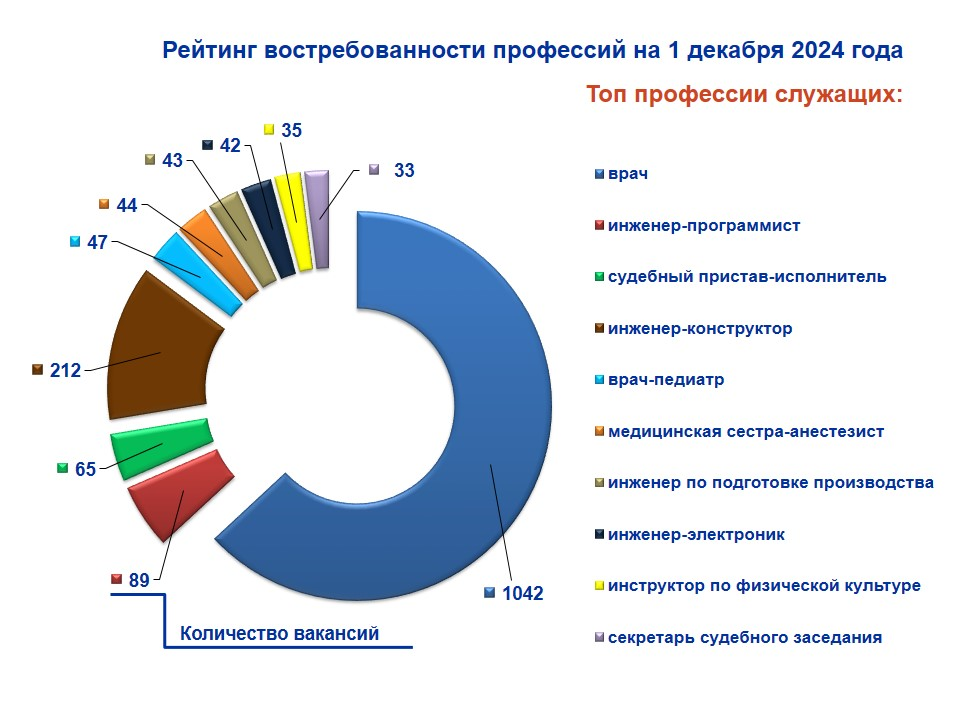 Рейтинг востребованности профессий на 1 декабря 2024 года
Топ профессии служащих:
35
42
43
33
44
47
212
65
89
1042
Количество вакансий
врач
инженер-программист
судебный пристав-исполнитель
инженер-конструктор
врач-педиатр
медицинская сестра-анестезист
инженер по подготовке производства
инженер-электроник
инструктор по физической культуре
секретарь судебного заседания